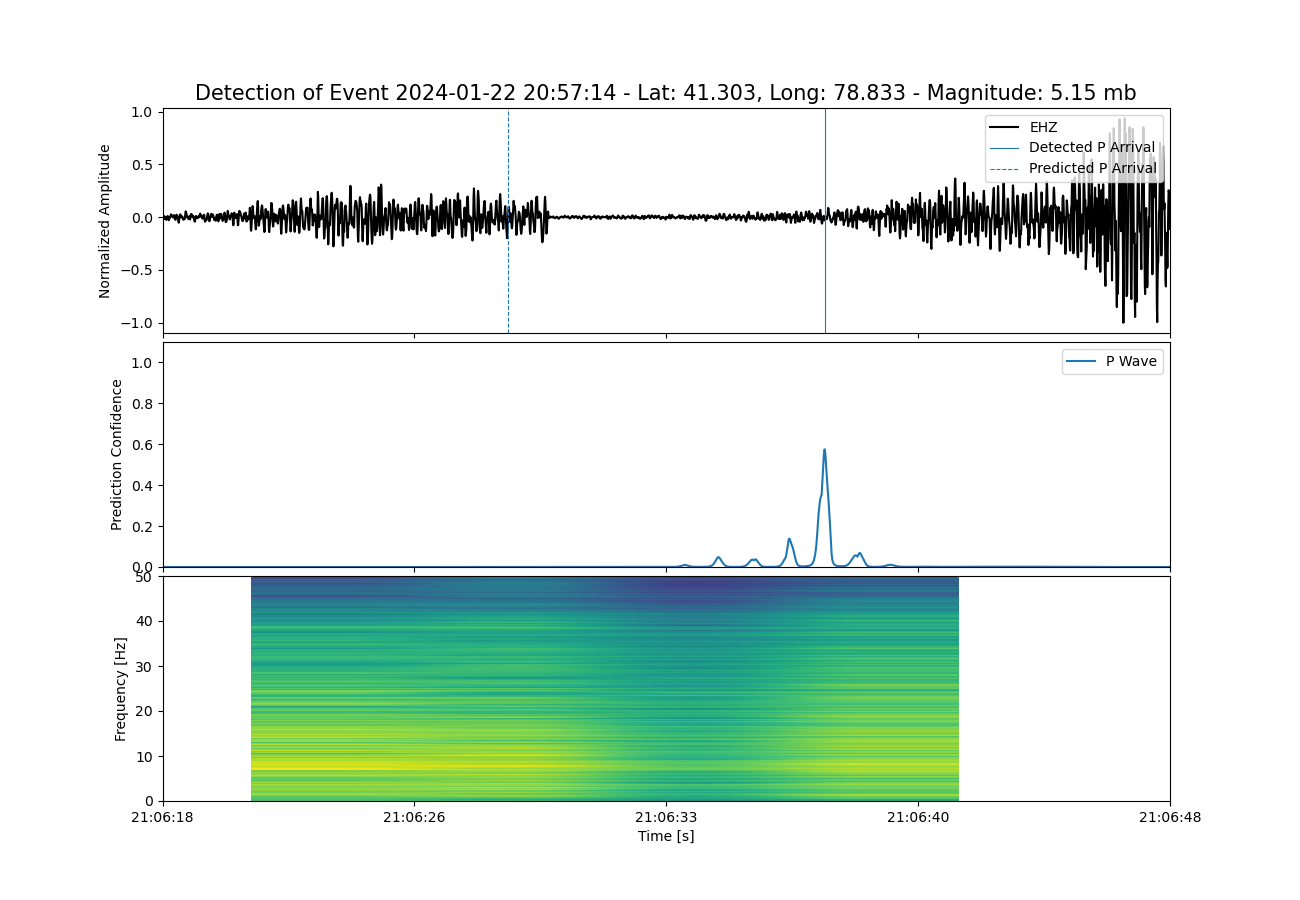 Detection of Event 2024-01-22 20:57:14 - Lat: 41.303, Long: 78.833 - Magnitude: 5.15 mb
Normalized Amplitude
1.0
0.5
0.0
−0.5
−1.0
EHZ
Detected P Arrival
Predicted P Arrival
Prediction Confidence
1.0
0.8
0.6
0.4
0.2
0.0
P Wave
Frequency [Hz]
50
40
30
20
10
0
21:06:18
21:06:26
21:06:33
21:06:40
21:06:48
Time [s]